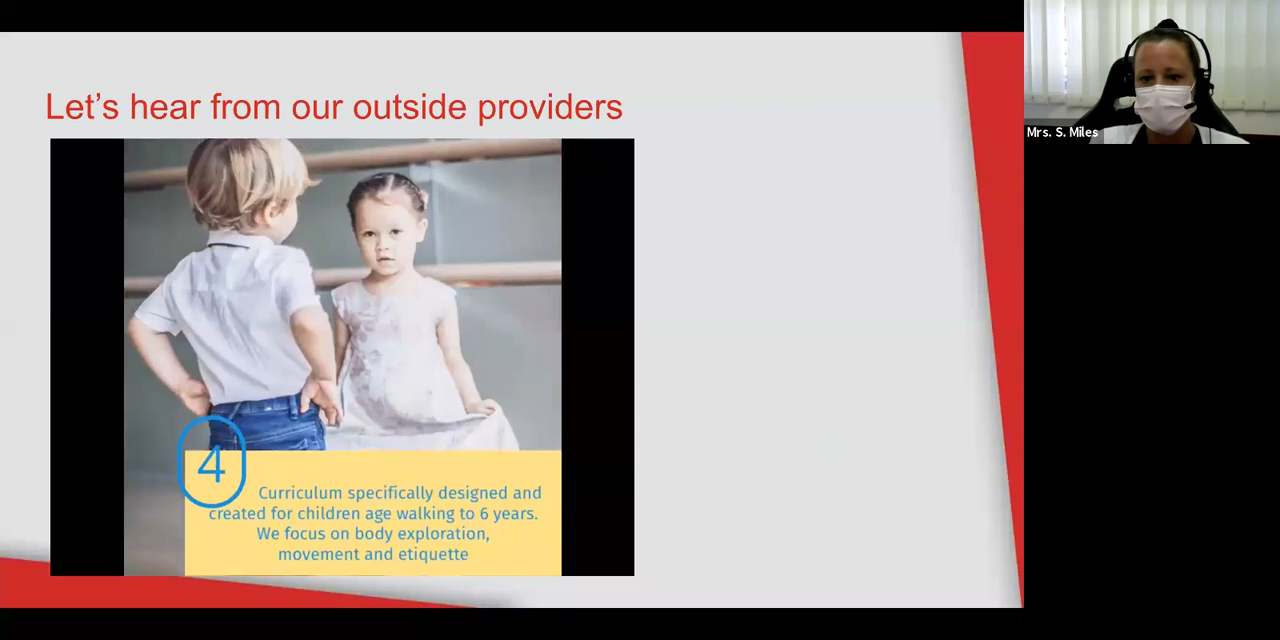 Let’s hear from our outside providers
Mrs. S. Miles
4
Curriculum specifically designed and
created for children age walking to 6 years.
We focus on body exploration,
movement and etiquette